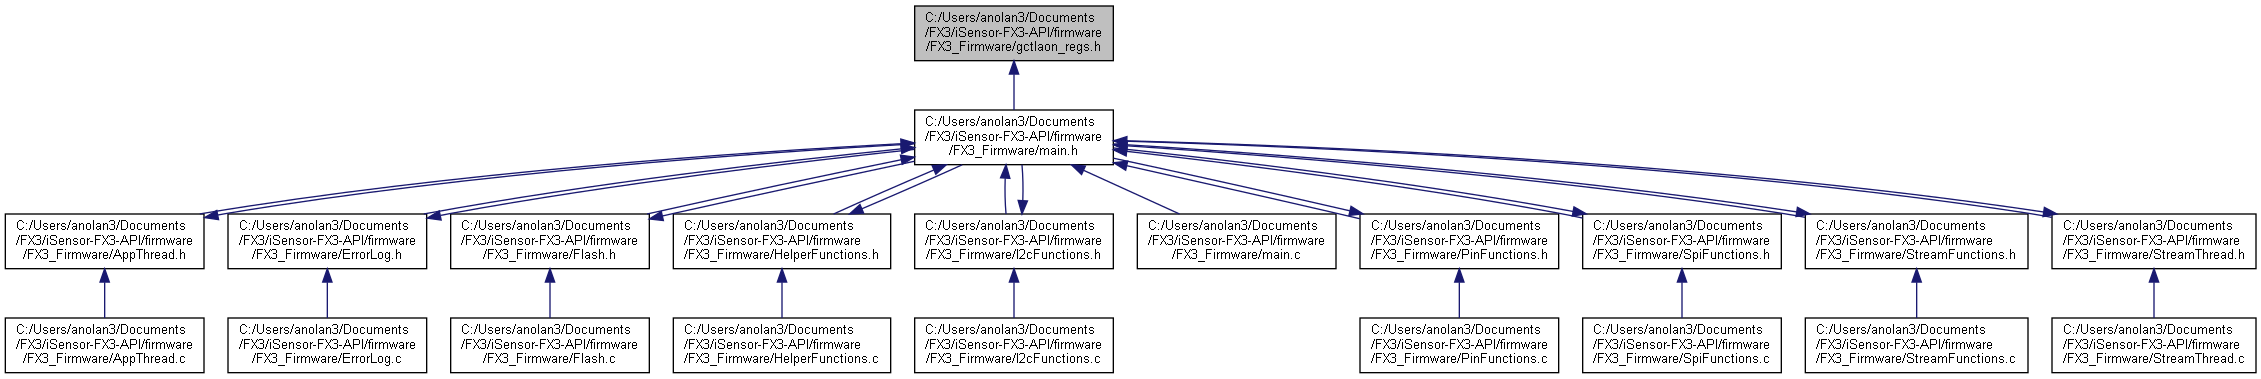 C:/Users/anolan3/Documents
/FX3/iSensor-FX3-API/firmware
/FX3_Firmware/gctlaon_regs.h
C:/Users/anolan3/Documents
/FX3/iSensor-FX3-API/firmware
/FX3_Firmware/main.h
C:/Users/anolan3/Documents
/FX3/iSensor-FX3-API/firmware
/FX3_Firmware/AppThread.h
C:/Users/anolan3/Documents
/FX3/iSensor-FX3-API/firmware
/FX3_Firmware/ErrorLog.h
C:/Users/anolan3/Documents
/FX3/iSensor-FX3-API/firmware
/FX3_Firmware/Flash.h
C:/Users/anolan3/Documents
/FX3/iSensor-FX3-API/firmware
/FX3_Firmware/HelperFunctions.h
C:/Users/anolan3/Documents
/FX3/iSensor-FX3-API/firmware
/FX3_Firmware/I2cFunctions.h
C:/Users/anolan3/Documents
/FX3/iSensor-FX3-API/firmware
/FX3_Firmware/main.c
C:/Users/anolan3/Documents
/FX3/iSensor-FX3-API/firmware
/FX3_Firmware/PinFunctions.h
C:/Users/anolan3/Documents
/FX3/iSensor-FX3-API/firmware
/FX3_Firmware/SpiFunctions.h
C:/Users/anolan3/Documents
/FX3/iSensor-FX3-API/firmware
/FX3_Firmware/StreamFunctions.h
C:/Users/anolan3/Documents
/FX3/iSensor-FX3-API/firmware
/FX3_Firmware/StreamThread.h
C:/Users/anolan3/Documents
/FX3/iSensor-FX3-API/firmware
/FX3_Firmware/AppThread.c
C:/Users/anolan3/Documents
/FX3/iSensor-FX3-API/firmware
/FX3_Firmware/ErrorLog.c
C:/Users/anolan3/Documents
/FX3/iSensor-FX3-API/firmware
/FX3_Firmware/Flash.c
C:/Users/anolan3/Documents
/FX3/iSensor-FX3-API/firmware
/FX3_Firmware/HelperFunctions.c
C:/Users/anolan3/Documents
/FX3/iSensor-FX3-API/firmware
/FX3_Firmware/I2cFunctions.c
C:/Users/anolan3/Documents
/FX3/iSensor-FX3-API/firmware
/FX3_Firmware/PinFunctions.c
C:/Users/anolan3/Documents
/FX3/iSensor-FX3-API/firmware
/FX3_Firmware/SpiFunctions.c
C:/Users/anolan3/Documents
/FX3/iSensor-FX3-API/firmware
/FX3_Firmware/StreamFunctions.c
C:/Users/anolan3/Documents
/FX3/iSensor-FX3-API/firmware
/FX3_Firmware/StreamThread.c